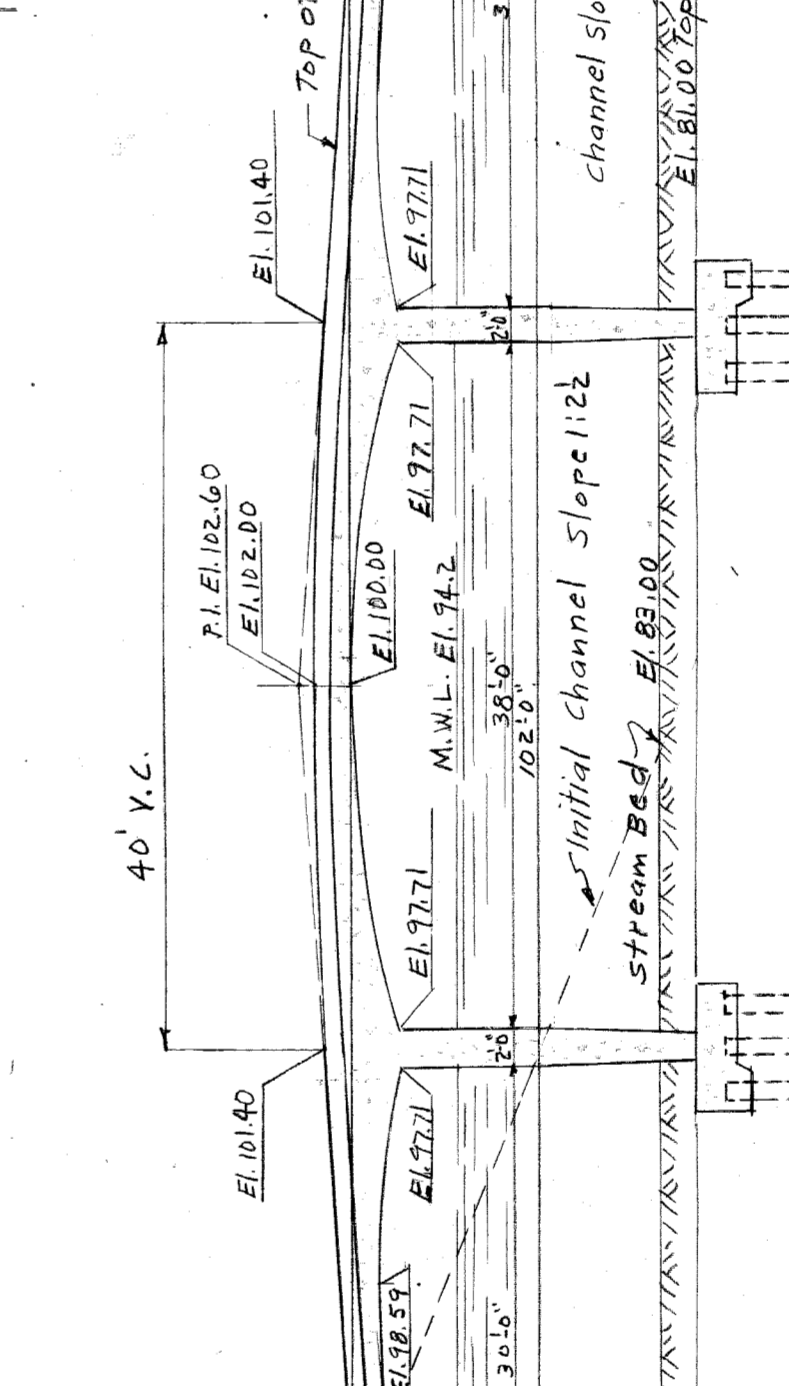 40' V.C.
P.I. El. 102.60
El. 102.00
El. 101.40
El. 101.40
Top
El. 100.00
El. 97.71
El. 97.71
El. 97.71
El. 97.71
El. 98.59
M.W.L. El. 94.2
30'-0"
2'-0"
38'-0"
2'-0"
3
102'-0"
Initial Channel Slope 1:2½
channel
Stream Bed
El. 83.00
El. 81.00 Top